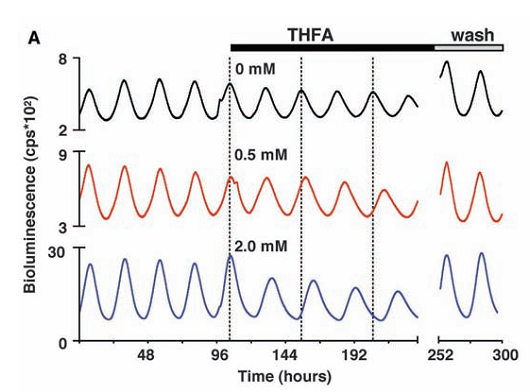 A
THFA
wash
8
0 mM
2
9
0.5 mM
3
30
2.0 mM
0
Bioluminescence (cps*10²)
48 96 144 192 252 300
Time (hours)